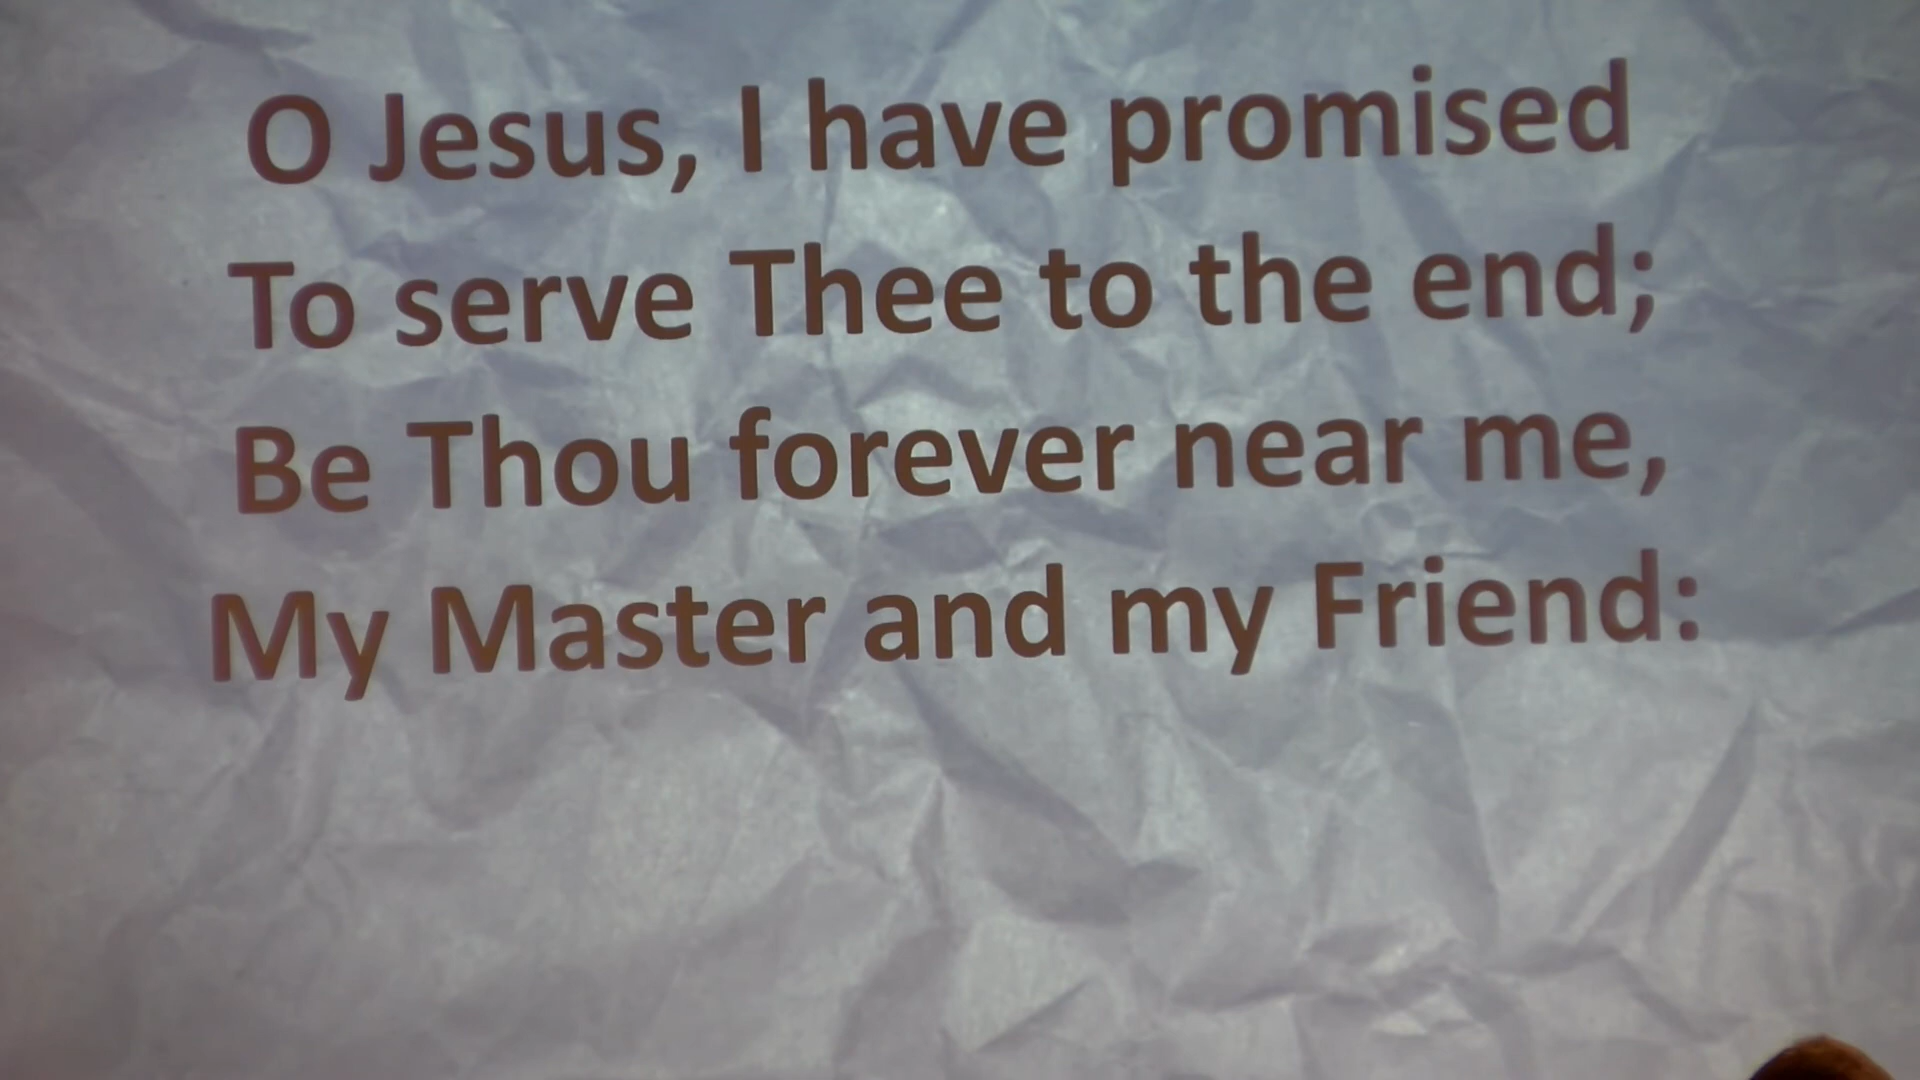 O Jesus, I have promised
To serve Thee to the end;
Be Thou forever near me,
My Master and my Friend: